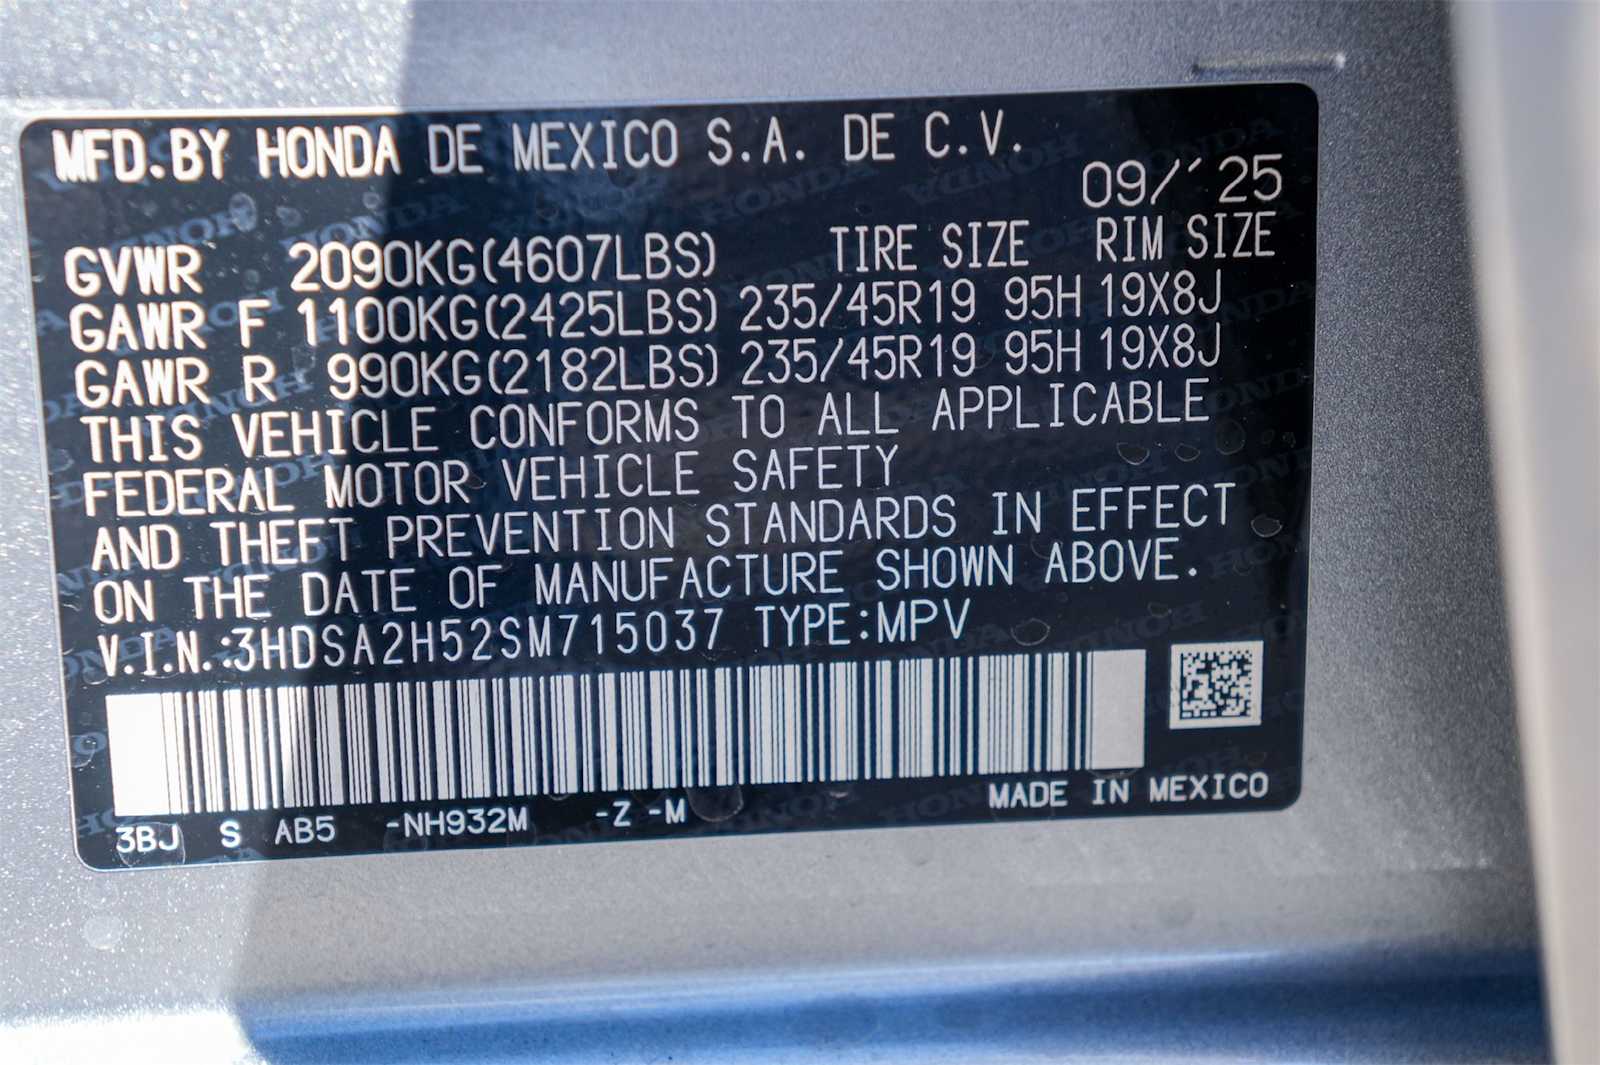 MFD.BY HONDA DE MEXICO S.A. DE C.V.
09/'25
GVWR 2090KG(4607LBS) TIRE SIZE RIM SIZE
GAWR F 1100KG(2425LBS) 235/45R19 95H 19X8J
GAWR R 990KG(2182LBS) 235/45R19 95H 19X8J
THIS VEHICLE CONFORMS TO ALL APPLICABLE
FEDERAL MOTOR VEHICLE SAFETY
AND THEFT PREVENTION STANDARDS IN EFFECT
ON THE DATE OF MANUFACTURE SHOWN ABOVE.
V.I.N.:3HDSA2H52SM715037 TYPE:MPV
3BJ S AB5 -NH932M -Z -M MADE IN MEXICO